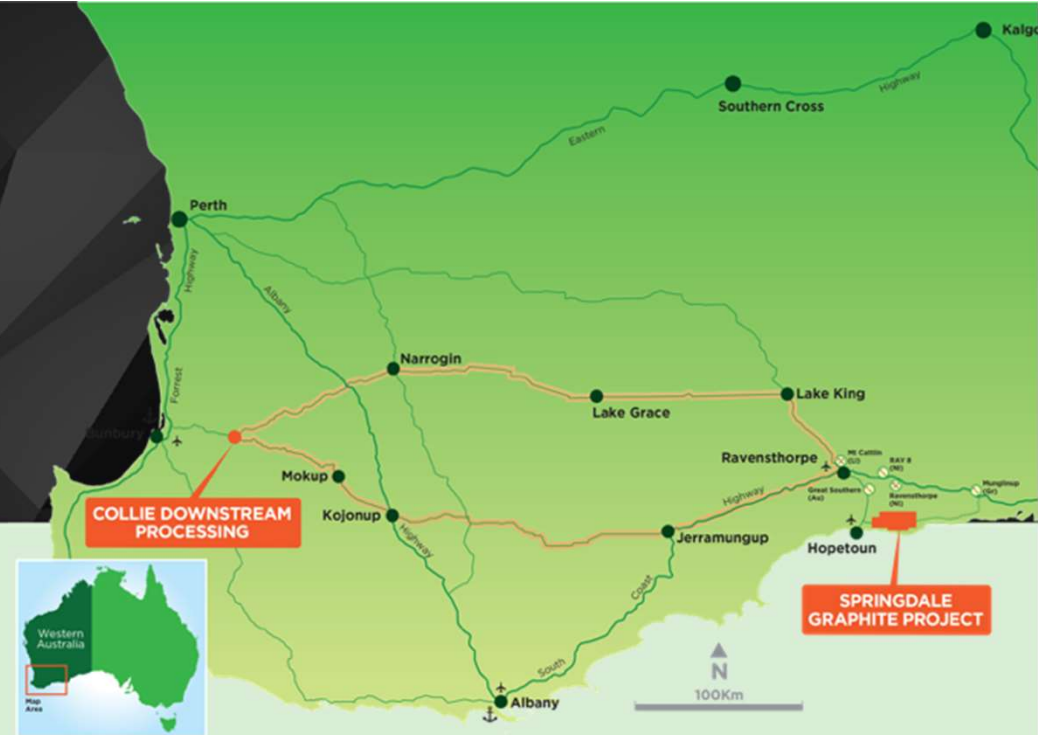 Kalgo
Southern Cross
Highway
Eastern
Perth
Highway
Albany
Forrest
Narrogin
Lake Grace
Lake King
Bunbury
Mokup
Kojonup
Highway
Ravensthorpe
Mt Cattlin
(Li)
RAV 8
(Ni)
Great Southern
(Au)
Ravensthorpe
(Ni)
Munglinup
(Gr)
Highway
COLLIE DOWNSTREAM
PROCESSING
Jerramungup
Hopetoun
Coast
South
SPRINGDALE
GRAPHITE PROJECT
Western
Australia
Map
Area
N
100Km
Albany